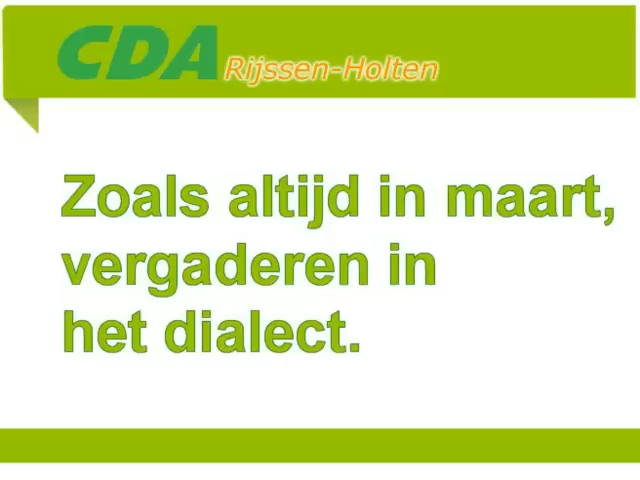 CDA Rijssen-Holten
Zoals altijd in maart,
vergaderen in
het dialect.